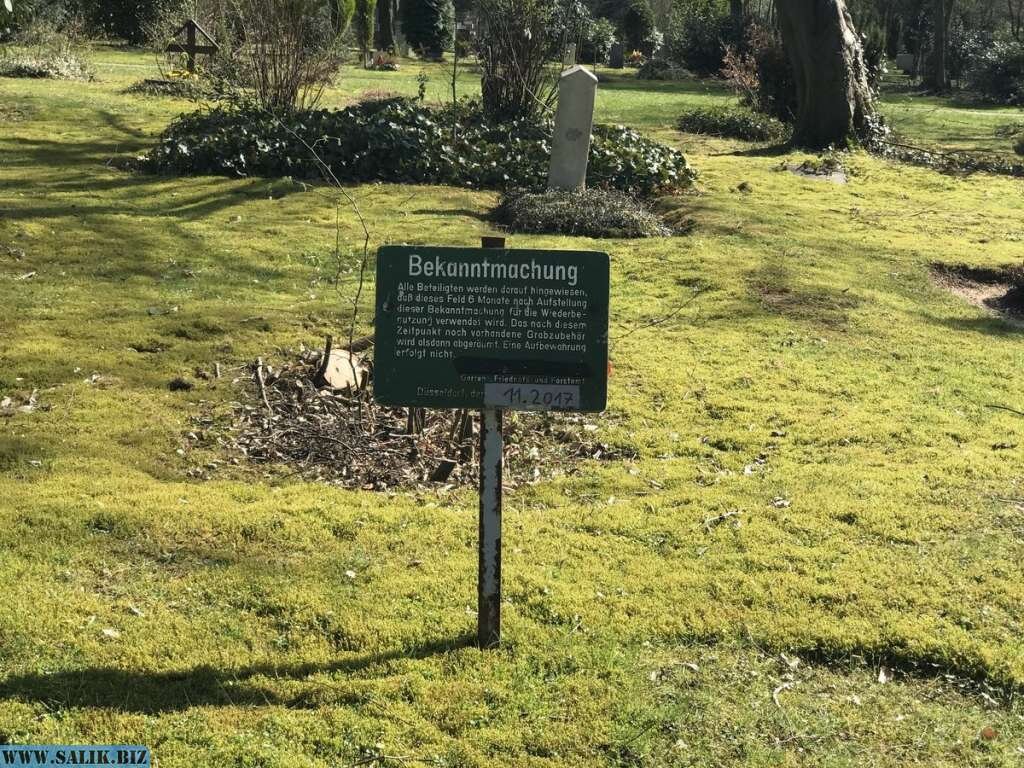 Bekanntmachung
Alle Beteiligten werden darauf hingewiesen,
daß dieses Feld 6 Monate nach Aufstellung
dieser Bekanntmachung für die Wiederbe-
nutzung verwendet wird. Das nach diesem
Zeitpunkt noch vorhandene Grabzubehör
wird alsdann abgeräumt. Eine Aufbewahrung
erfolgt nicht.
Garten-, Friedhofs- und Forstamt
Düsseldorf, den 11.2017
WWW.SALIK.BIZ